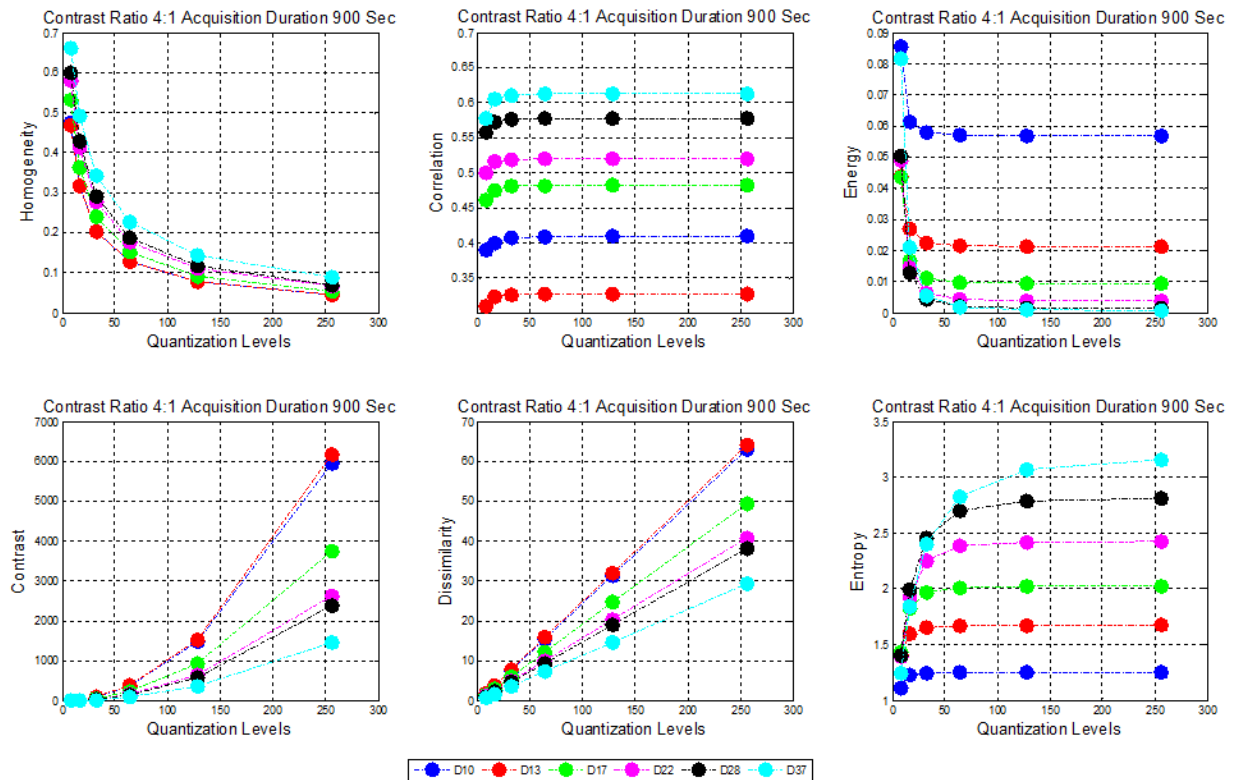 Contrast Ratio 4:1 Acquisition Duration 900 Sec
Homogenity
0.7
0.6
0.5
0.4
0.3
0.2
0.1
0
0 50 100 150 200 250 300
Quantization Levels
Contrast Ratio 4:1 Acquisition Duration 900 Sec
Correlation
0.7
0.65
0.6
0.55
0.5
0.45
0.4
0.35
0 50 100 150 200 250 300
Quantization Levels
Contrast Ratio 4:1 Acquisition Duration 900 Sec
Energy
0.09
0.08
0.07
0.06
0.05
0.04
0.03
0.02
0.01
0
0 50 100 150 200 250 300
Quantization Levels
Contrast Ratio 4:1 Acquisition Duration 900 Sec
Contrast
7000
6000
5000
4000
3000
2000
1000
0
0 50 100 150 200 250 300
Quantization Levels
Contrast Ratio 4:1 Acquisition Duration 900 Sec
Dissimilarity
70
60
50
40
30
20
10
0
0 50 100 150 200 250 300
Quantization Levels
Contrast Ratio 4:1 Acquisition Duration 900 Sec
Entropy
3.5
3
2.5
2
1.5
1
0 50 100 150 200 250 300
Quantization Levels
D10 D13 D17 D22 D28 D37